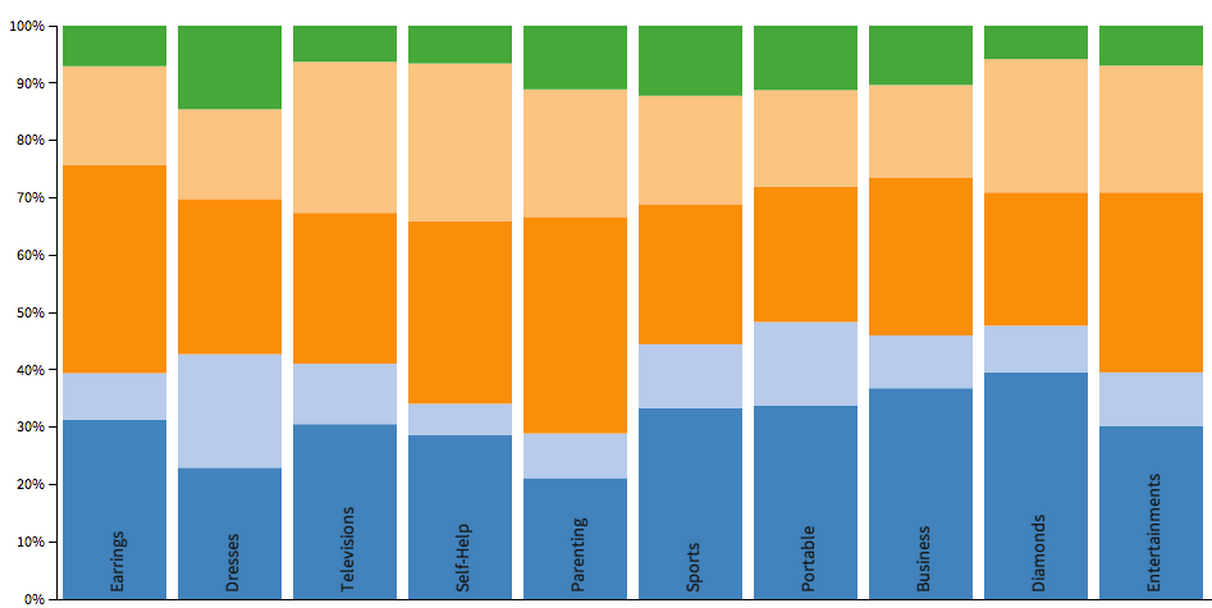 100%
90%
80%
70%
60%
50%
40%
30%
20%
10%
0%
Earrings
Dresses
Televisions
Self-Help
Parenting
Sports
Portable
Business
Diamonds
Entertainments